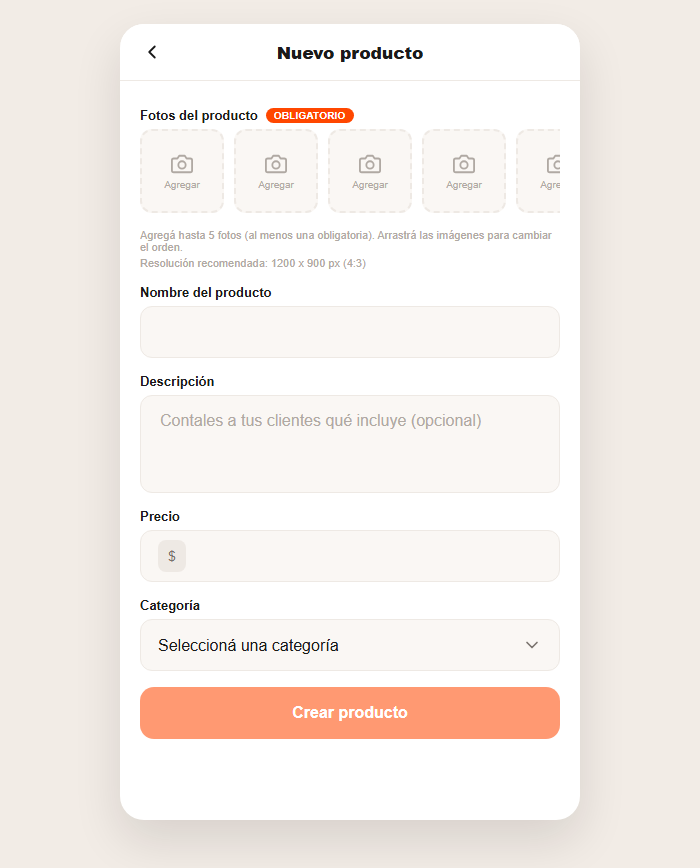 Nuevo producto
Fotos del producto OBLIGATORIO
Agregar Agregar Agregar Agregar Agre
Agregá hasta 5 fotos (al menos una obligatoria). Arrastrá las imágenes para cambiar
el orden.
Resolución recomendada: 1200 x 900 px (4:3)
Nombre del producto
Descripción
Contales a tus clientes qué incluye (opcional)
Precio
$
Categoría
Seleccioná una categoría
Crear producto